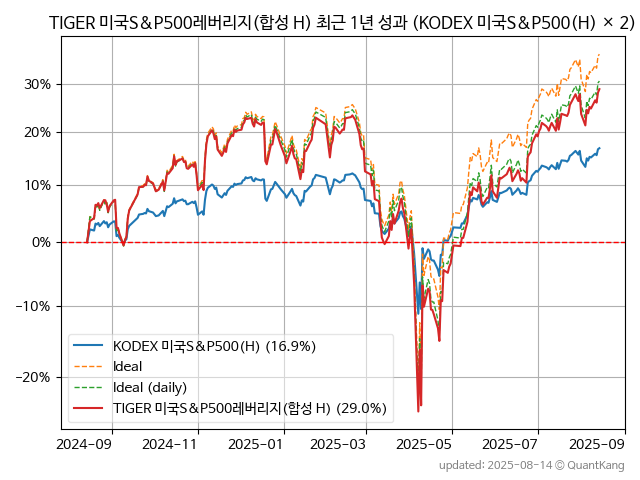 TIGER 미국S&P500레버리지(합성 H) 최근 1년 성과 (KODEX 미국S&P500(H) × 2)
30%
20%
10%
0%
−10%
−20%
KODEX 미국S&P500(H) (16.9%)
Ideal
Ideal (daily)
TIGER 미국S&P500레버리지(합성 H) (29.0%)
2024-09 2024-11 2025-01 2025-03 2025-05 2025-07 2025-09
updated: 2025-08-14 © QuantKang